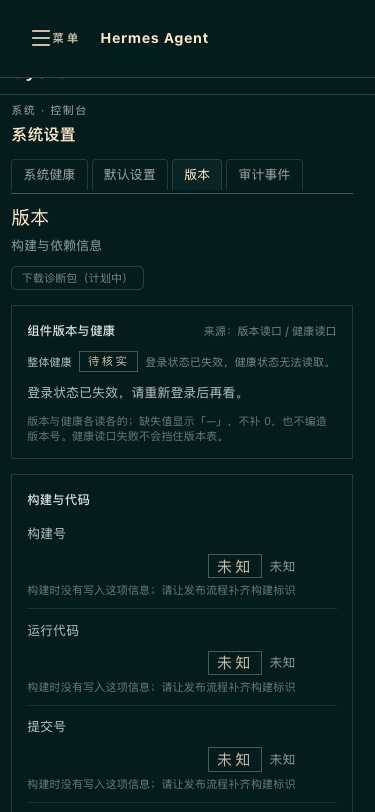 菜单
Hermes Agent
系统 · 控制台
系统设置
系统健康
默认设置
版本
审计事件
版本
构建与依赖信息
下载诊断包（计划中）
组件版本与健康
来源：版本读口 / 健康读口
整体健康 待核实 登录状态已失效，健康状态无法读取。
登录状态已失效，请重新登录后再看。
版本与健康各读各的；缺失值显示「—」，不补 0，也不编造
版本号。健康读口失败不会挡住版本表。
构建与代码
构建号
未知 未知
构建时没有写入这项信息；请让发布流程补齐构建标识
运行代码
未知 未知
构建时没有写入这项信息；请让发布流程补齐构建标识
提交号
未知 未知
构建时没有写入这项信息；请让发布流程补齐构建标识